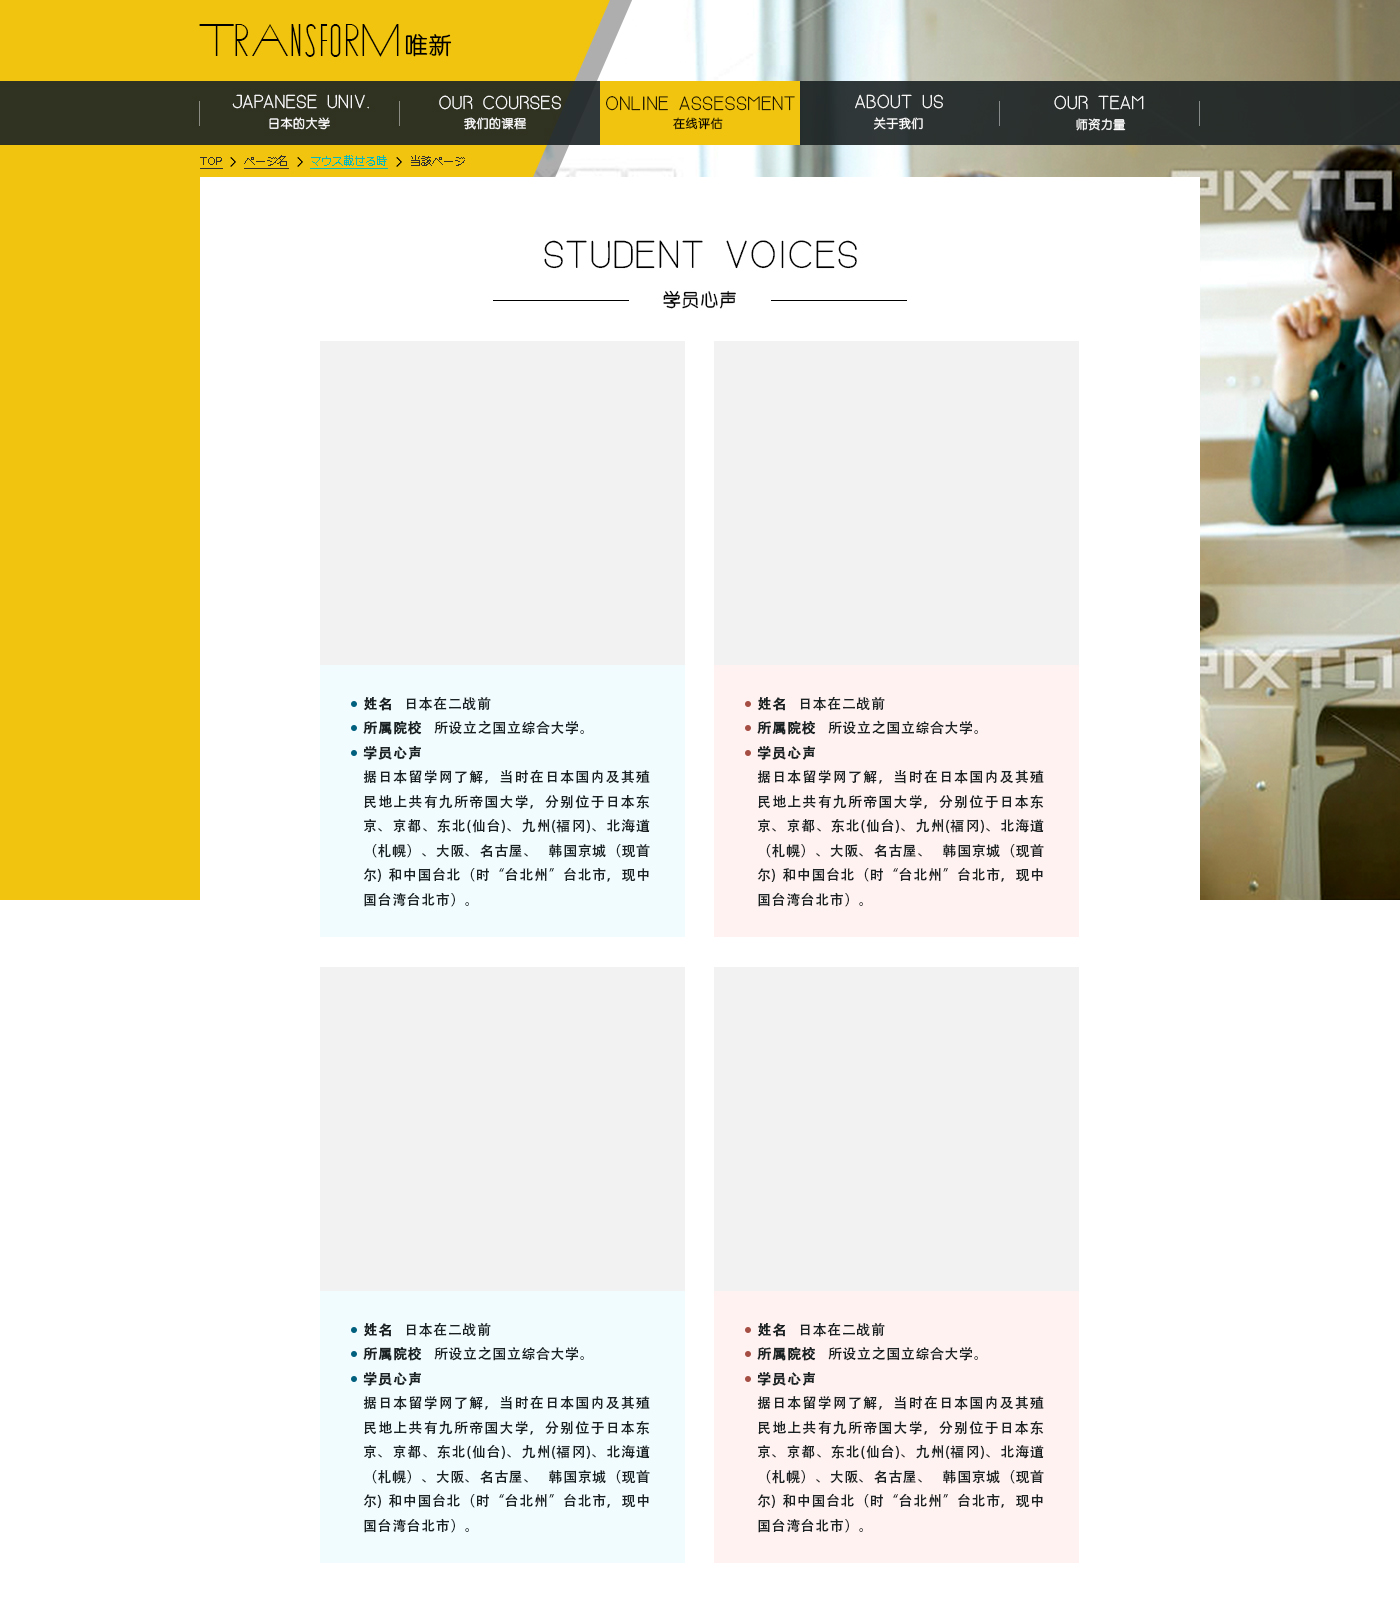 TRANSFORM 唯新
JAPANESE UNIV.
日本的大学
OUR COURSES
我们的课程
ONLINE ASSESSMENT
在线评估
ABOUT US
关于我们
OUR TEAM
师资力量
TOP > ページ名 > マウス載せる時 > 当該ページ
PIXTA
STUDENT VOICES
学员心声
姓名 日本在二战前
所属院校 所设立之国立综合大学。
学员心声
据日本留学网了解，当时在日本国内及其殖
民地上共有九所帝国大学，分别位于日本东
京、京都、东北(仙台)、九州(福冈)、北海道
（札幌）、大阪、名古屋、 韩国京城（现首
尔) 和中国台北（时“台北州”台北市，现中
国台湾台北市）。
姓名 日本在二战前
所属院校 所设立之国立综合大学。
学员心声
据日本留学网了解，当时在日本国内及其殖
民地上共有九所帝国大学，分别位于日本东
京、京都、东北(仙台)、九州(福冈)、北海道
（札幌）、大阪、名古屋、 韩国京城（现首
尔) 和中国台北（时“台北州”台北市，现中
国台湾台北市）。
PIXTA
姓名 日本在二战前
所属院校 所设立之国立综合大学。
学员心声
据日本留学网了解，当时在日本国内及其殖
民地上共有九所帝国大学，分别位于日本东
京、京都、东北(仙台)、九州(福冈)、北海道
（札幌）、大阪、名古屋、 韩国京城（现首
尔) 和中国台北（时“台北州”台北市，现中
国台湾台北市）。
姓名 日本在二战前
所属院校 所设立之国立综合大学。
学员心声
据日本留学网了解，当时在日本国内及其殖
民地上共有九所帝国大学，分别位于日本东
京、京都、东北(仙台)、九州(福冈)、北海道
（札幌）、大阪、名古屋、 韩国京城（现首
尔) 和中国台北（时“台北州”台北市，现中
国台湾台北市）。